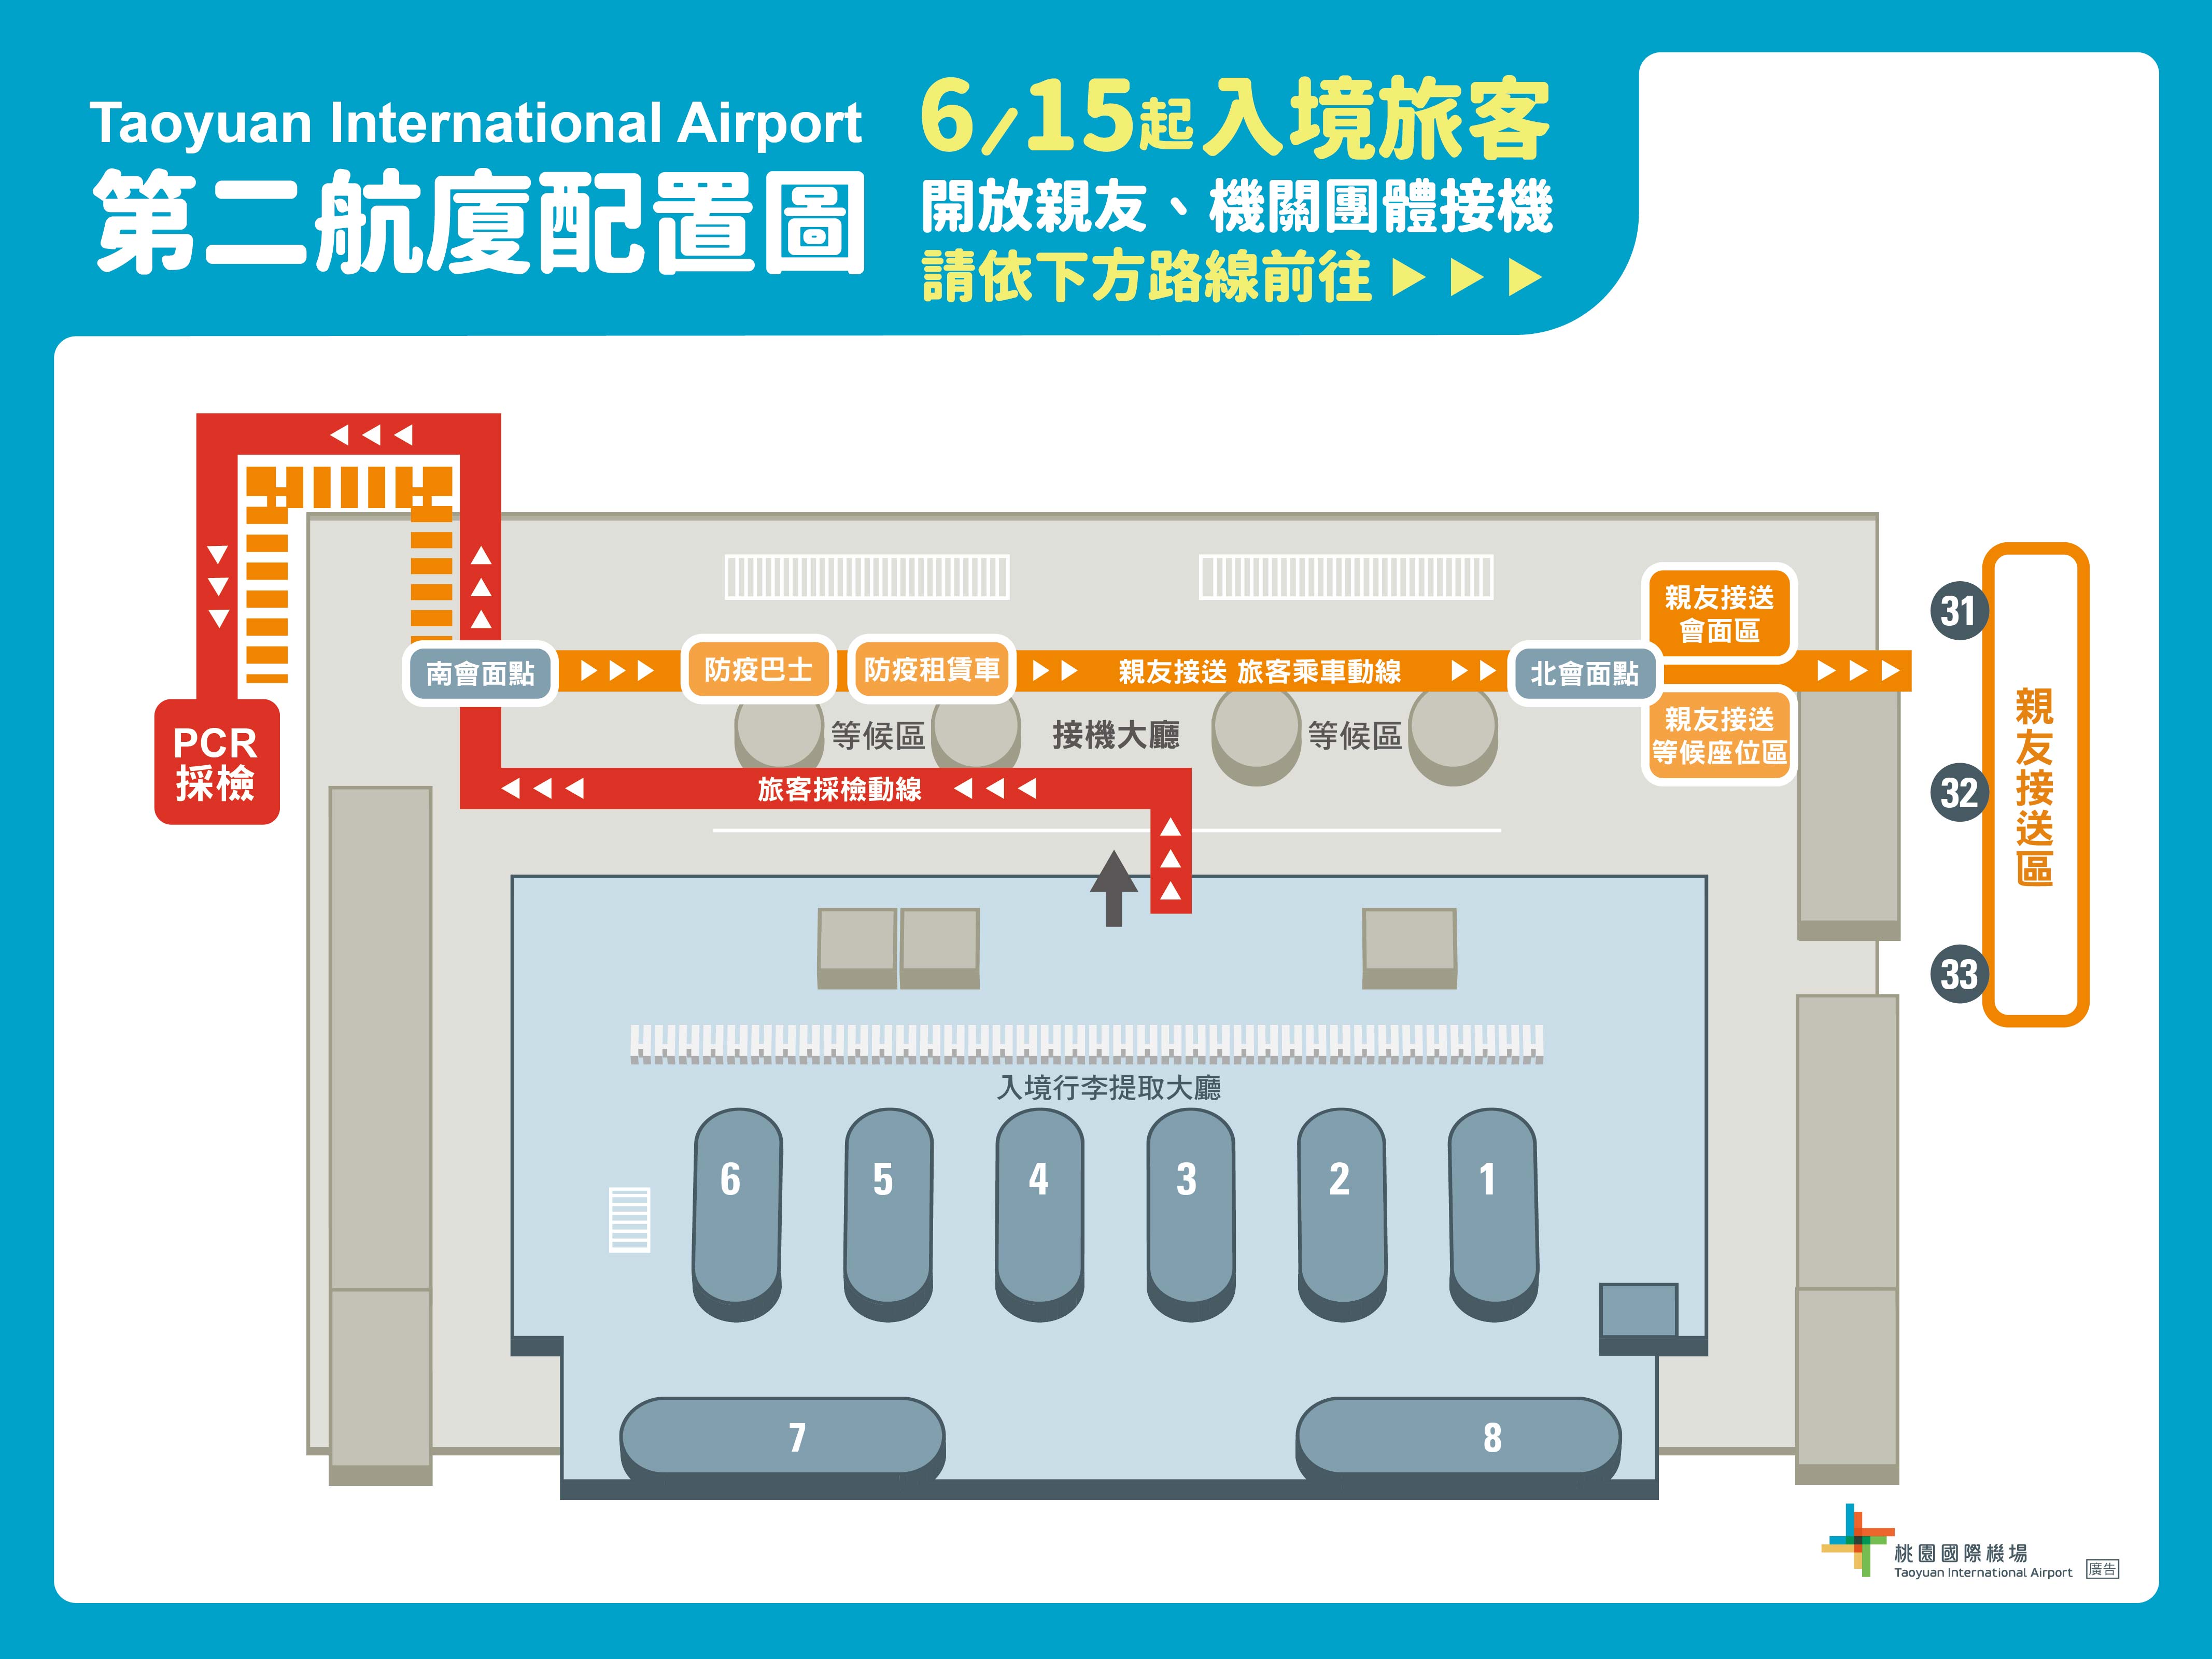 Taoyuan International Airport
第二航廈配置圖
6/15起入境旅客
開放親友、機關團體接機
請依下方路線前往
親友接送
會面區
南會面點
防疫巴士
防疫租賃車
親友接送 旅客乘車動線
北會面點
親友接送
等候座位區
等候區
接機大廳
等候區
PCR
採檢
旅客採檢動線
31
32
33
親友接送區
入境行李提取大廳
6
5
4
3
2
1
7
8
桃園國際機場
Taoyuan International Airport
廣告